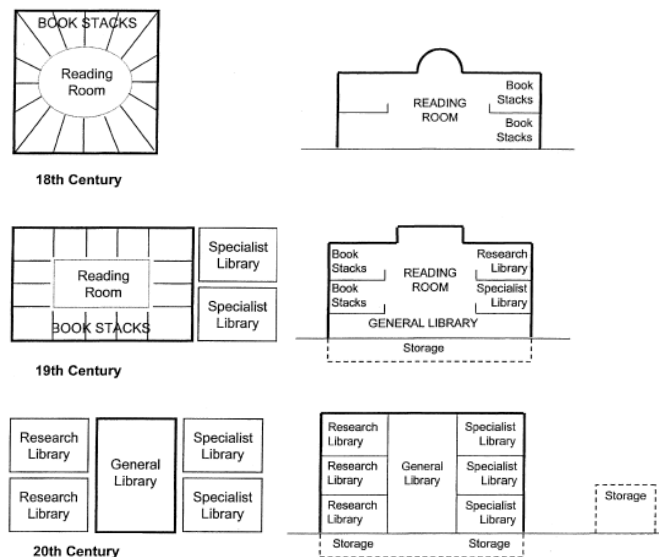 BOOK STACKS
Reading
Room
18th Century
READING
ROOM
Book
Stacks
Book
Stacks
Reading
Room
BOOK STACKS
Specialist
Library
Specialist
Library
19th Century
Book
Stacks
Book
Stacks
READING
ROOM
Research
Library
Specialist
Library
GENERAL LIBRARY
Storage
Research
Library
Research
Library
General
Library
Specialist
Library
Specialist
Library
20th Century
Research
Library
Research
Library
Research
Library
General
Library
Specialist
Library
Specialist
Library
Specialist
Library
Storage
Storage
Storage